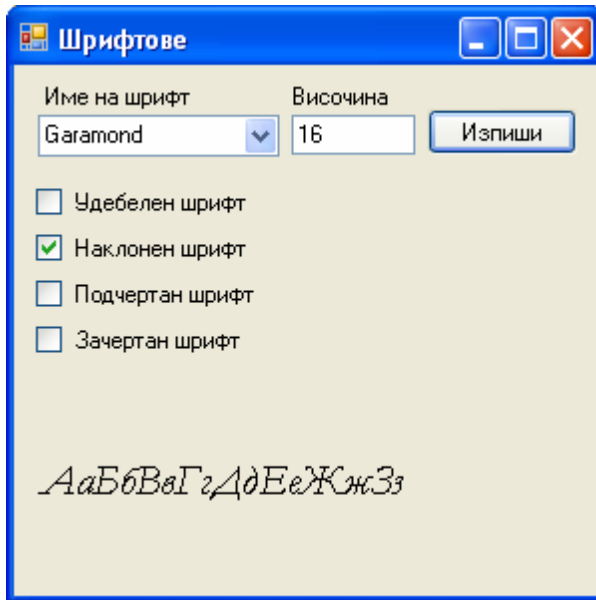 Шрифтове
Име на шрифт Височина
Garamond 16 Изпиши
Удебелен шрифт
Наклонен шрифт
Подчертан шрифт
Зачертан шрифт
АаБбВвГгДдЕеЖжЗз